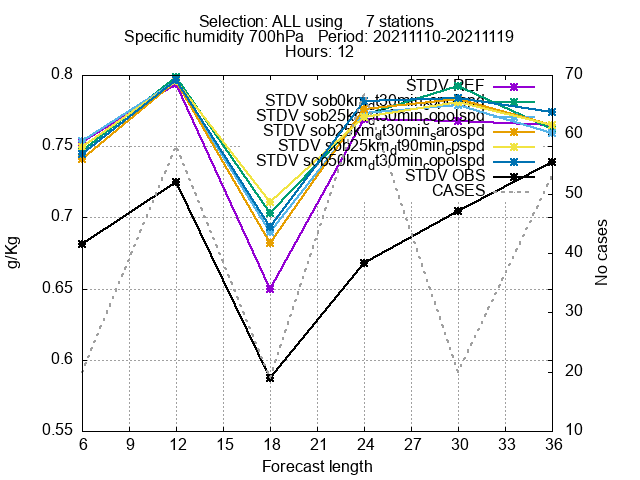 Selection: ALL using 7 stations
Specific humidity 700hPa Period: 20211110-20211119
Hours: 12
0.8
0.75
0.7
0.65
0.6
0.55
g/Kg
70
60
50
40
30
20
10
No cases
STDV REF
STDV sob0km_dt30min_copolspd
STDV sob25km_dt30min_copolspd
STDV sob25km_dt30min_sarospd
STDV sob25km_dt90min_cpspd
STDV sob50km_dt30min_copolspd
STDV OBS
CASES
6 9 12 15 18 21 24 27 30 33 36
Forecast length